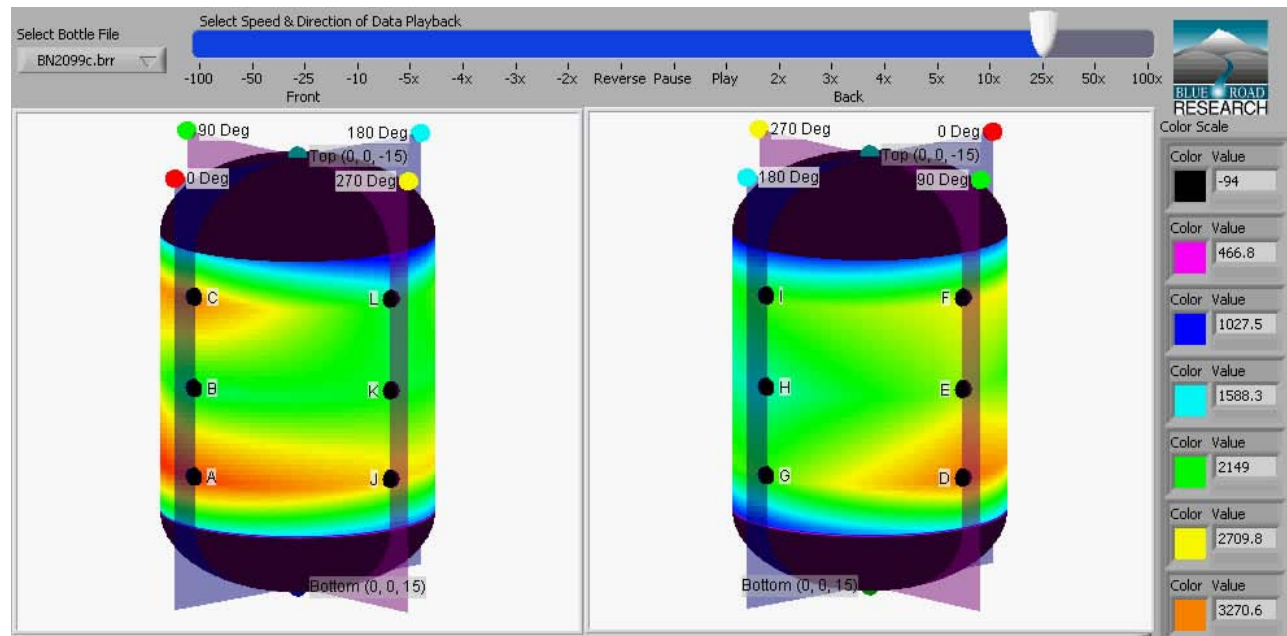 Select Bottle File
BN2099c.brr
Select Speed & Direction of Data Playback
-100 -50 -25 -10 -5x -4x -3x -2x Reverse Pause Play 2x 3x 4x 5x 10x 25x 50x 100x
Front
Back
BLUE ROAD
RESEARCH
90 Deg
180 Deg
Top (0, 0, -15)
0 Deg
270 Deg
C
L
B
K
A
J
Bottom (0, 0, 15)
270 Deg
0 Deg
Top (0, 0, -15)
180 Deg
90 Deg
I
F
H
E
G
D
Bottom (0, 0, 15)
Color Scale
Color Value
-94
Color Value
466.8
Color Value
1027.5
Color Value
1588.3
Color Value
2149
Color Value
2709.8
Color Value
3270.6